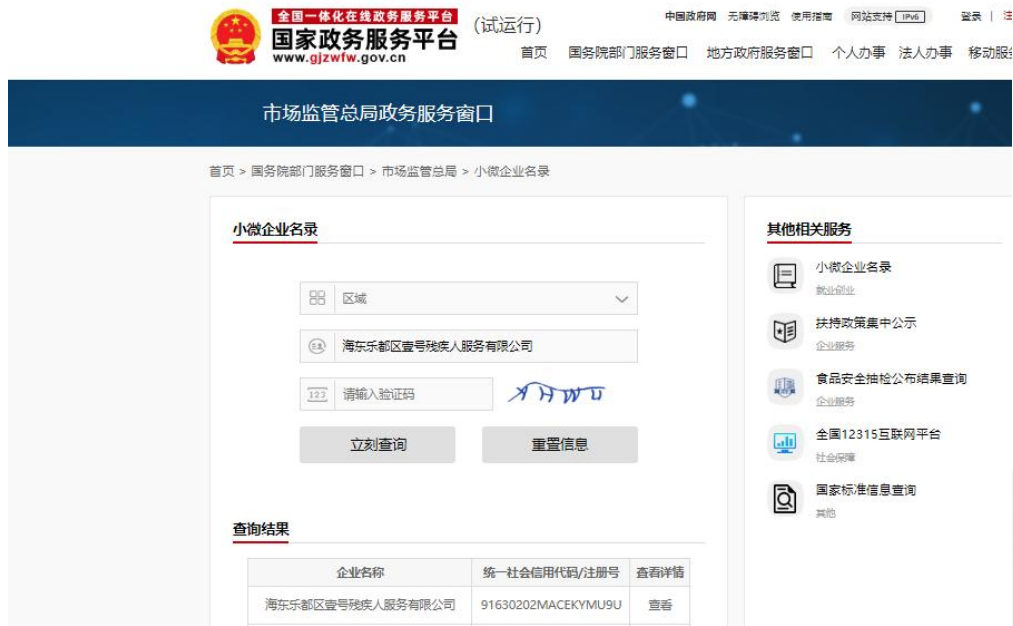 中国政府网 无障碍浏览 使用指南 网站支持 IPv6 登录 | 注
全国一体化在线政务服务平台
国家政务服务平台
www.gjzwfw.gov.cn
(试运行)
首页 国务院部门服务窗口 地方政府服务窗口 个人办事 法人办事 移动服务
市场监管总局政务服务窗口
首页 > 国务院部门服务窗口 > 市场监管总局 > 小微企业名录
小微企业名录
区域
海东乐都区壹号残疾人服务有限公司
123 请输入验证码 AHWU
立刻查询 重置信息
查询结果
企业名称 统一社会信用代码/注册号 查看详情
海东乐都区壹号残疾人服务有限公司 91630202MACEKYMU9U 查看
其他相关服务
小微企业名录
就业创业
扶持政策集中公示
企业服务
食品安全抽检公布结果查询
企业服务
全国12315互联网平台
社会保障
国家标准信息查询
其他